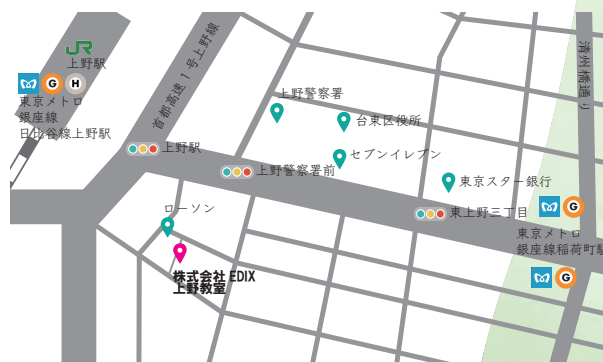 JR
上野駅
G
H
東京メトロ
銀座線
日比谷線上野駅
首都高速1号上野線
清州橋通り
上野警察署
台東区役所
セブンイレブン
上野駅
上野警察署前
東京スター銀行
東上野三丁目
G
ローソン
東京メトロ
銀座線稲荷町駅
G
株式会社 EDIX
上野教室